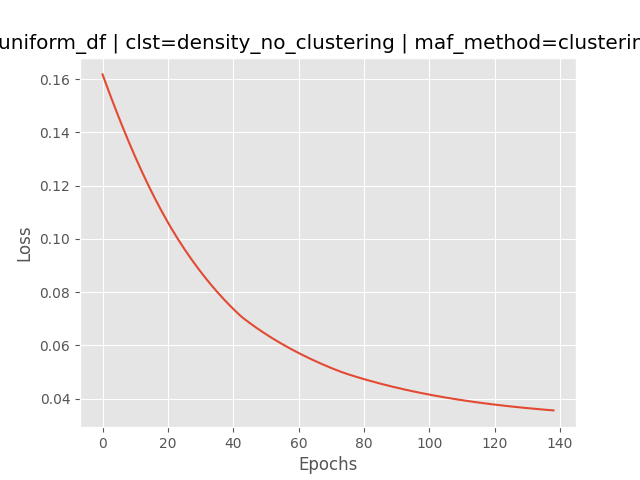 uniform_df | clst=density_no_clustering | maf_method=clusterin
0.16
0.14
0.12
0.10
0.08
0.06
0.04
Loss
0 20 40 60 80 100 120 140
Epochs